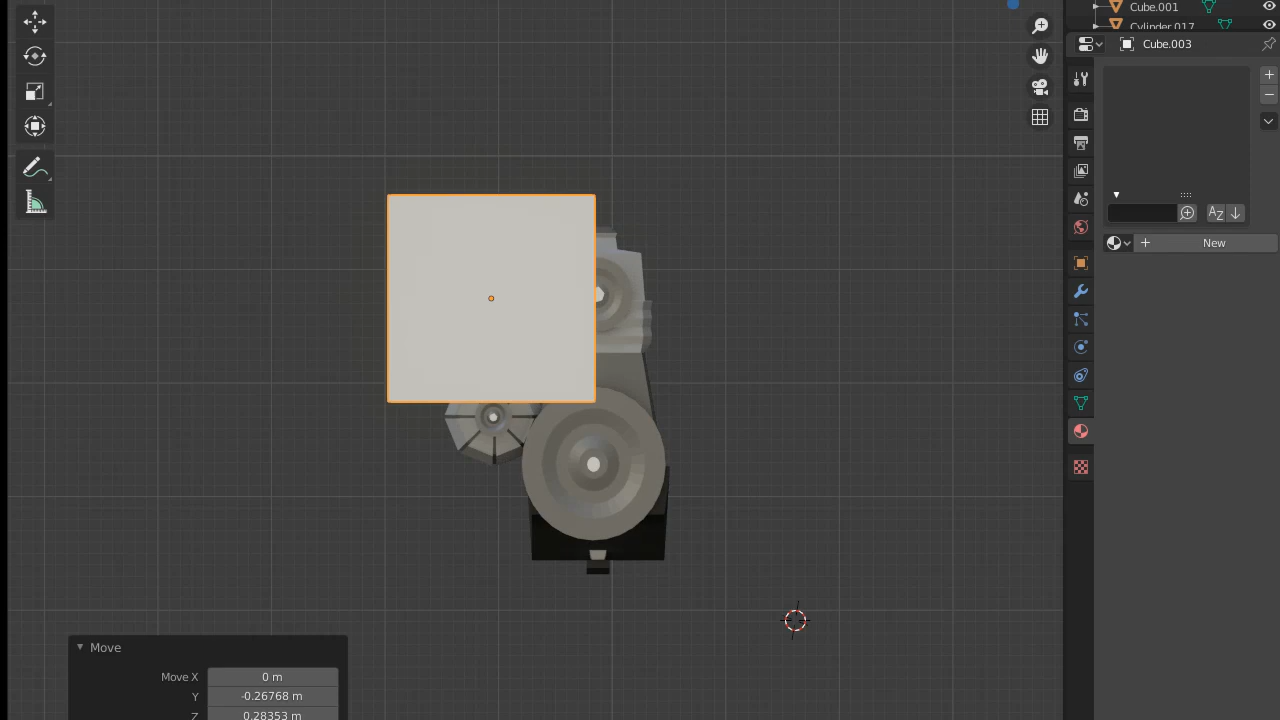 Cube.001
Cylinder.017
Cube.003
New
Move
Move X 0 m
Y -0.26768 m
Z 0.28353 m